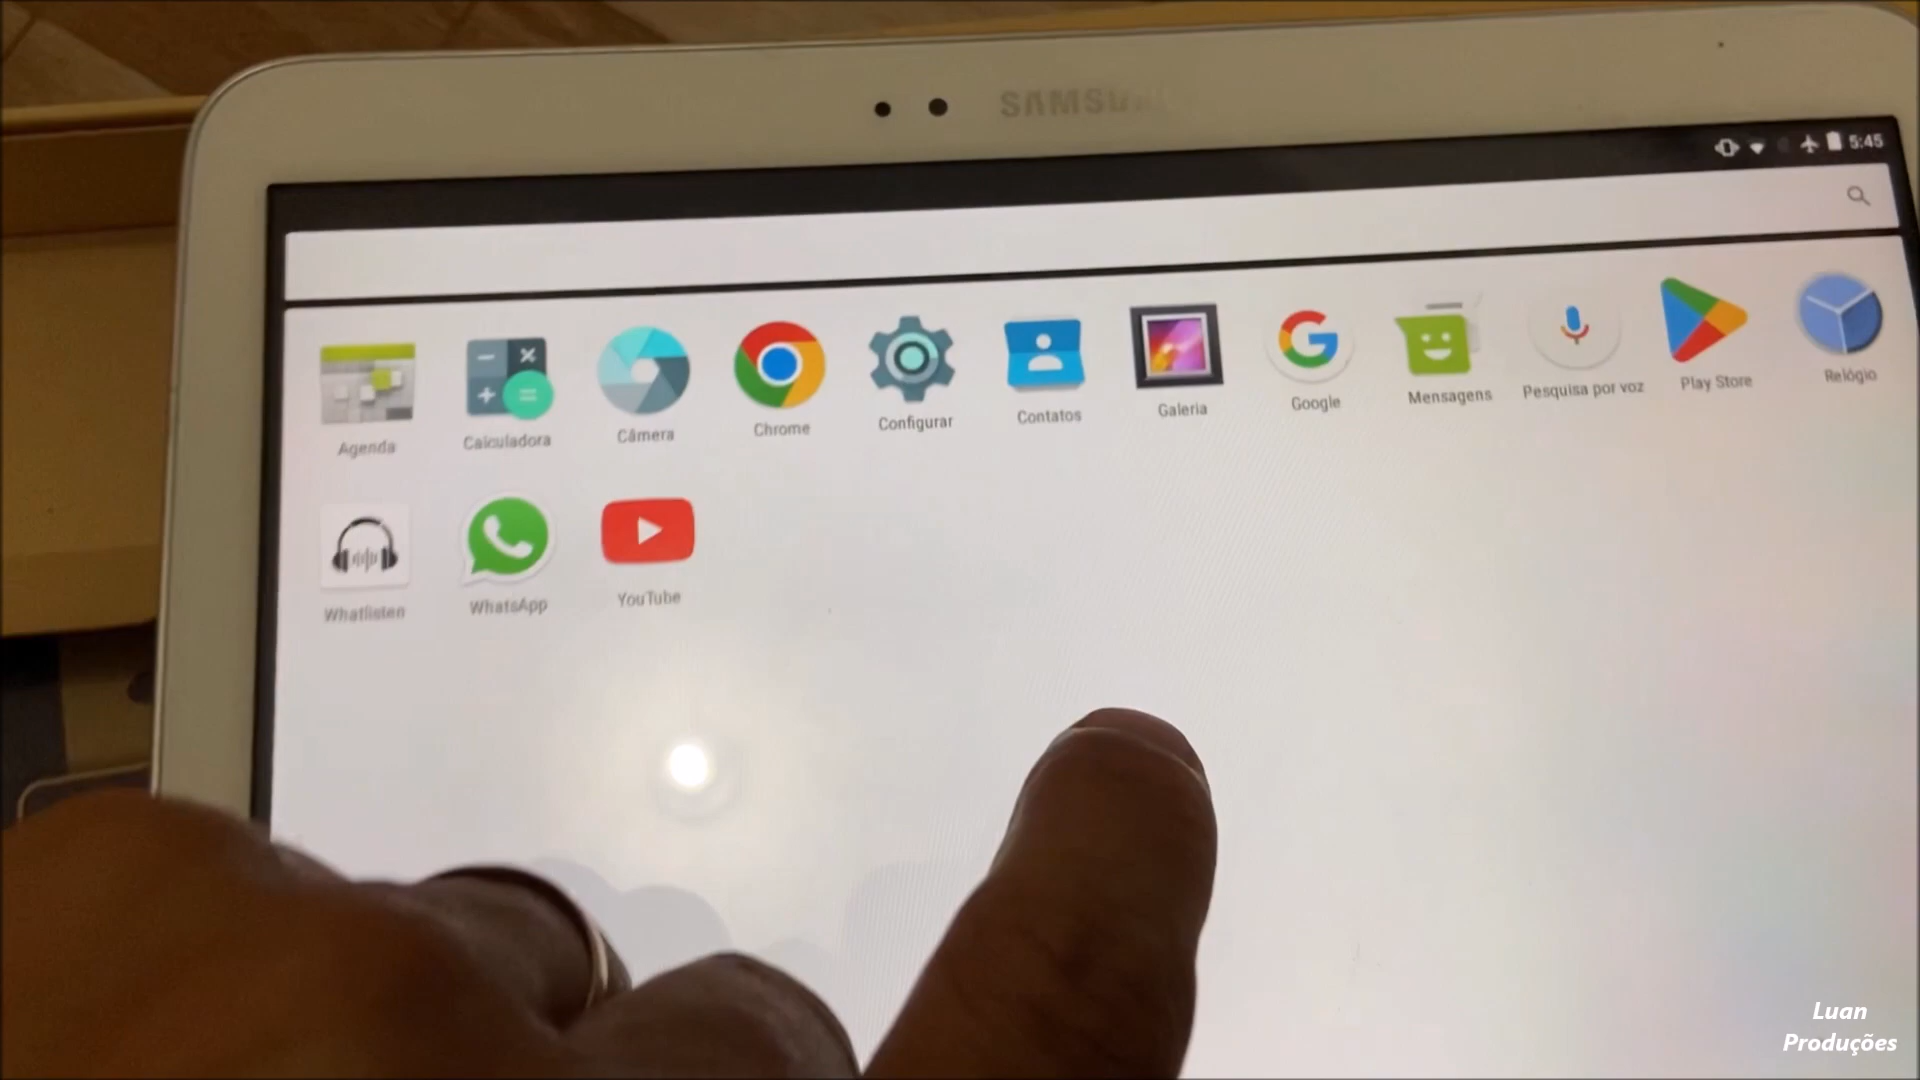 SAMSUNG
5:45
Agenda
Calculadora
Câmera
Chrome
Configurar
Contatos
Galeria
Google
Mensagens
Pesquisa por voz
Play Store
Relógio
Whatlisten
WhatsApp
YouTube
Luan
Produções